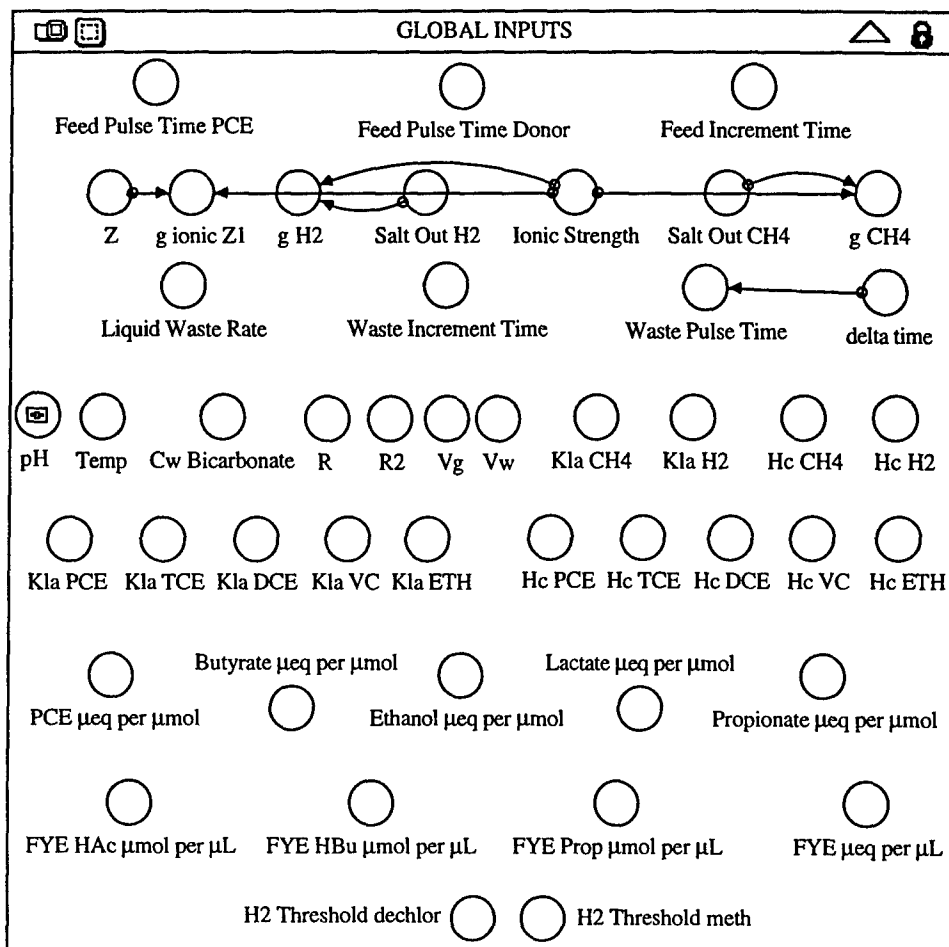 GLOBAL INPUTS
Feed Pulse Time PCE Feed Pulse Time Donor Feed Increment Time
Z g ionic Z1 g H2 Salt Out H2 Ionic Strength Salt Out CH4 g CH4
Liquid Waste Rate Waste Increment Time Waste Pulse Time delta time
pH Temp Cw Bicarbonate R R2 Vg Vw Kla CH4 Kla H2 Hc CH4 Hc H2
Kla PCE Kla TCE Kla DCE Kla VC Kla ETH Hc PCE Hc TCE Hc DCE Hc VC Hc ETH
Butyrate μeq per μmol Lactate μeq per μmol
PCE μeq per μmol Ethanol μeq per μmol Propionate μeq per μmol
FYE HAc μmol per μL FYE HBu μmol per μL FYE Prop μmol per μL FYE μeq per μL
H2 Threshold dechlor H2 Threshold meth